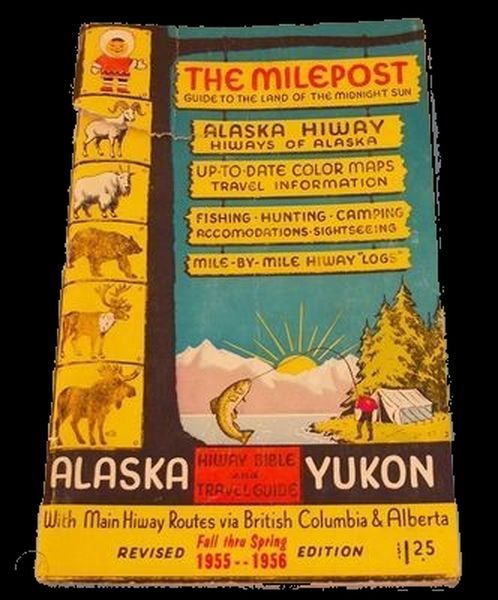 THE MILEPOST
GUIDE TO THE LAND OF THE MIDNIGHT SUN
ALASKA HIWAY
HIWAYS OF ALASKA
UP-TO-DATE COLOR MAPS
TRAVEL INFORMATION
FISHING · HUNTING · CAMPING
ACCOMODATIONS · SIGHTSEEING
MILE-BY-MILE HIWAY "LOGS"
ALASKA
HIWAY BIBLE
and
TRAVELGUIDE
YUKON
With Main Hiway Routes via British Columbia & Alberta
REVISED
Fall thru Spring
1955--1956
EDITION
$1.25